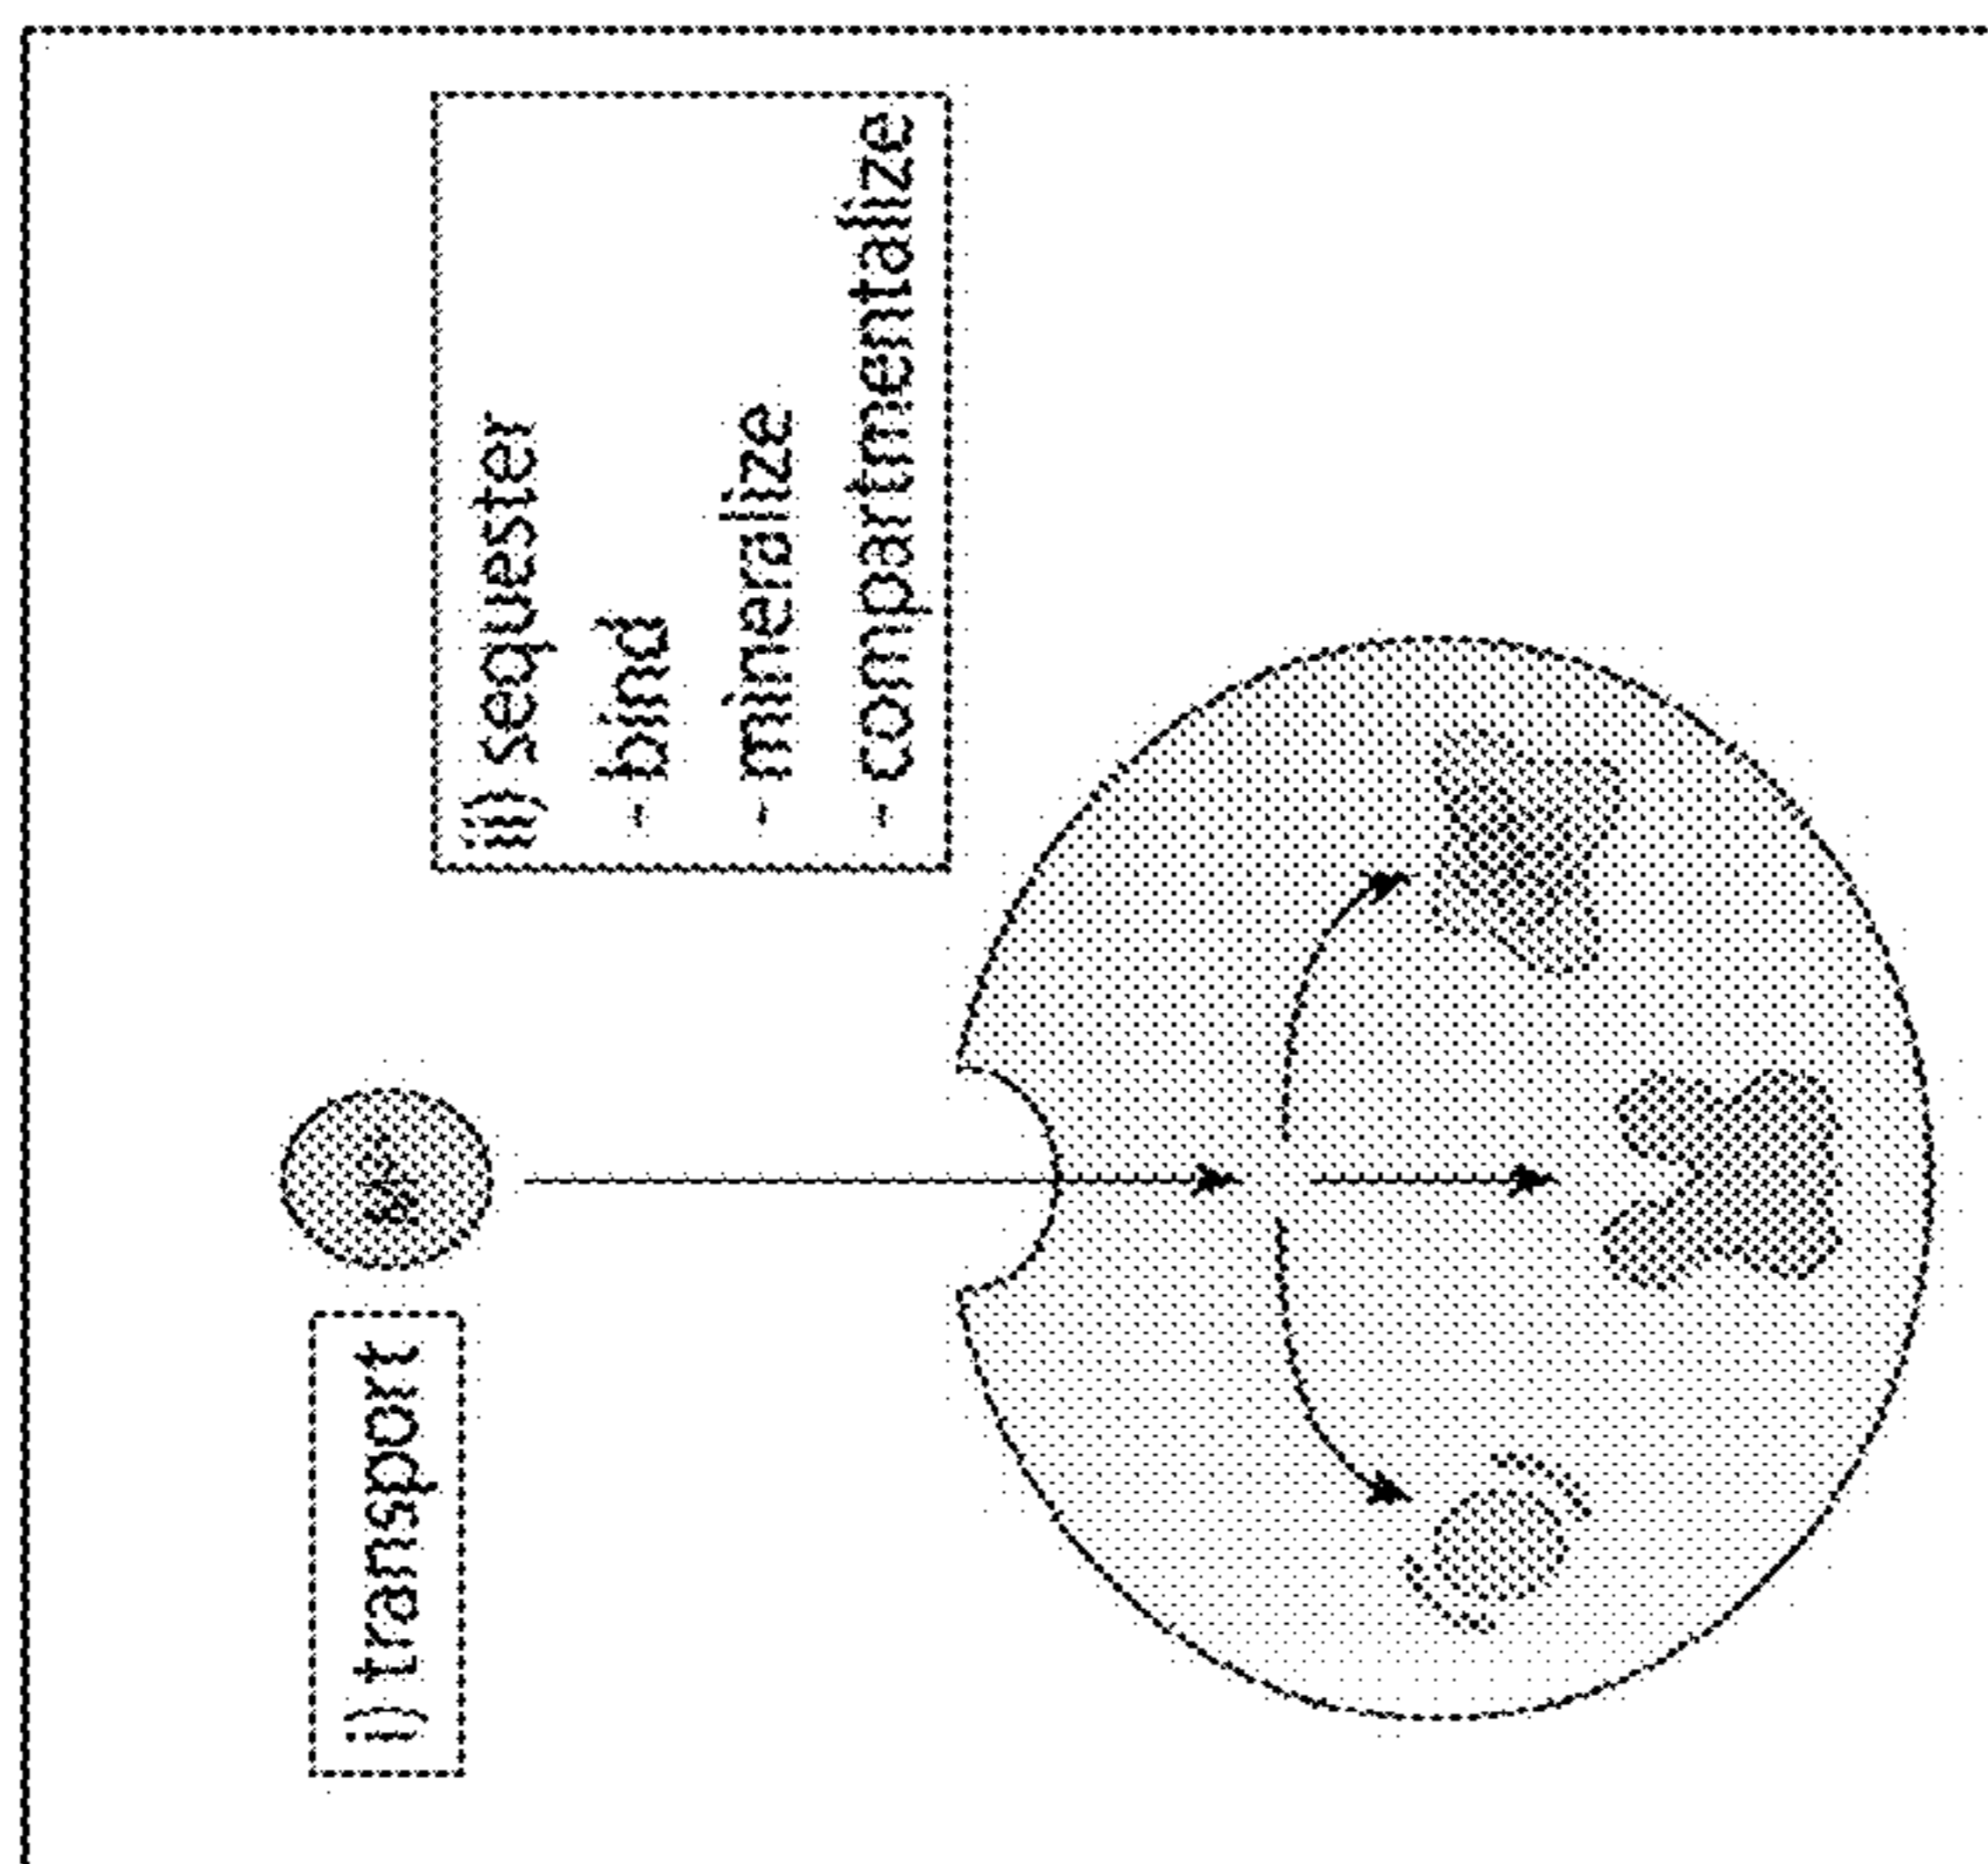 i) transport
ii) sequester
- bind
- mineralize
- compartmentalize